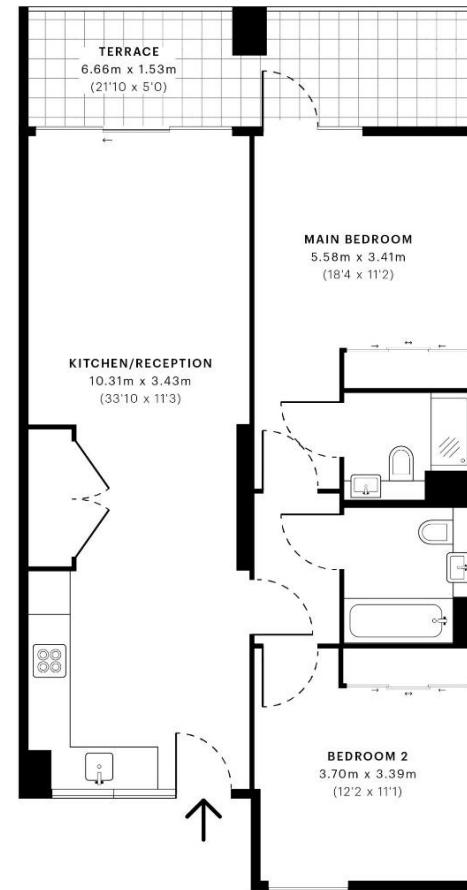 TERRACE
6.66m x 1.53m
(21'10 x 5'0)
MAIN BEDROOM
5.58m x 3.41m
(18'4 x 11'2)
KITCHEN/RECEPTION
10.31m x 3.43m
(33'10 x 11'3)
BEDROOM 2
3.70m x 3.39m
(12'2 x 11'1)